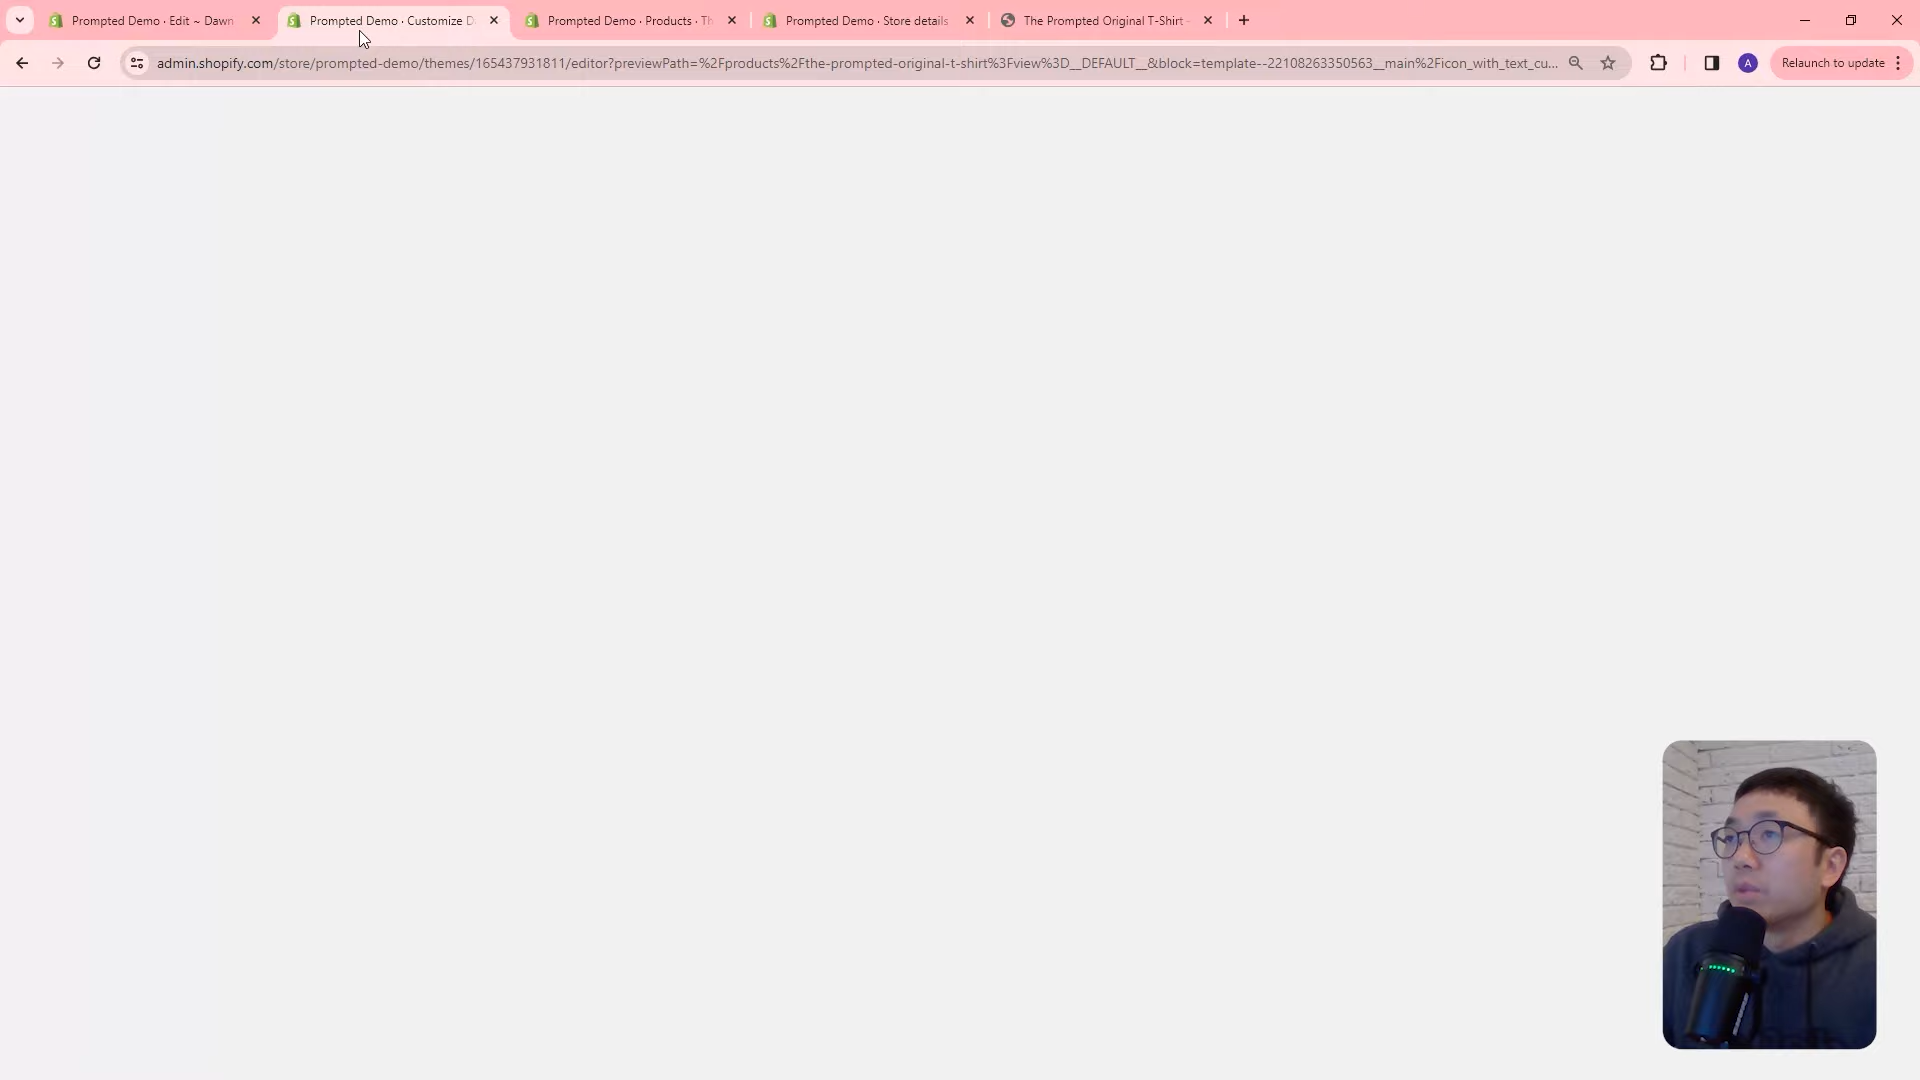 Prompted Demo · Edit ~ Dawn
Prompted Demo · Customize D
Prompted Demo · Products · Th
Prompted Demo · Store details
The Prompted Original T-Shirt
admin.shopify.com/store/prompted-demo/themes/165437931811/editor?previewPath=%2Fproducts%2Fthe-prompted-original-t-shirt%3Fview%3D__DEFAULT__&block=template--22108263350563__main%2Ficon_with_text_cu...
A
Relaunch to update